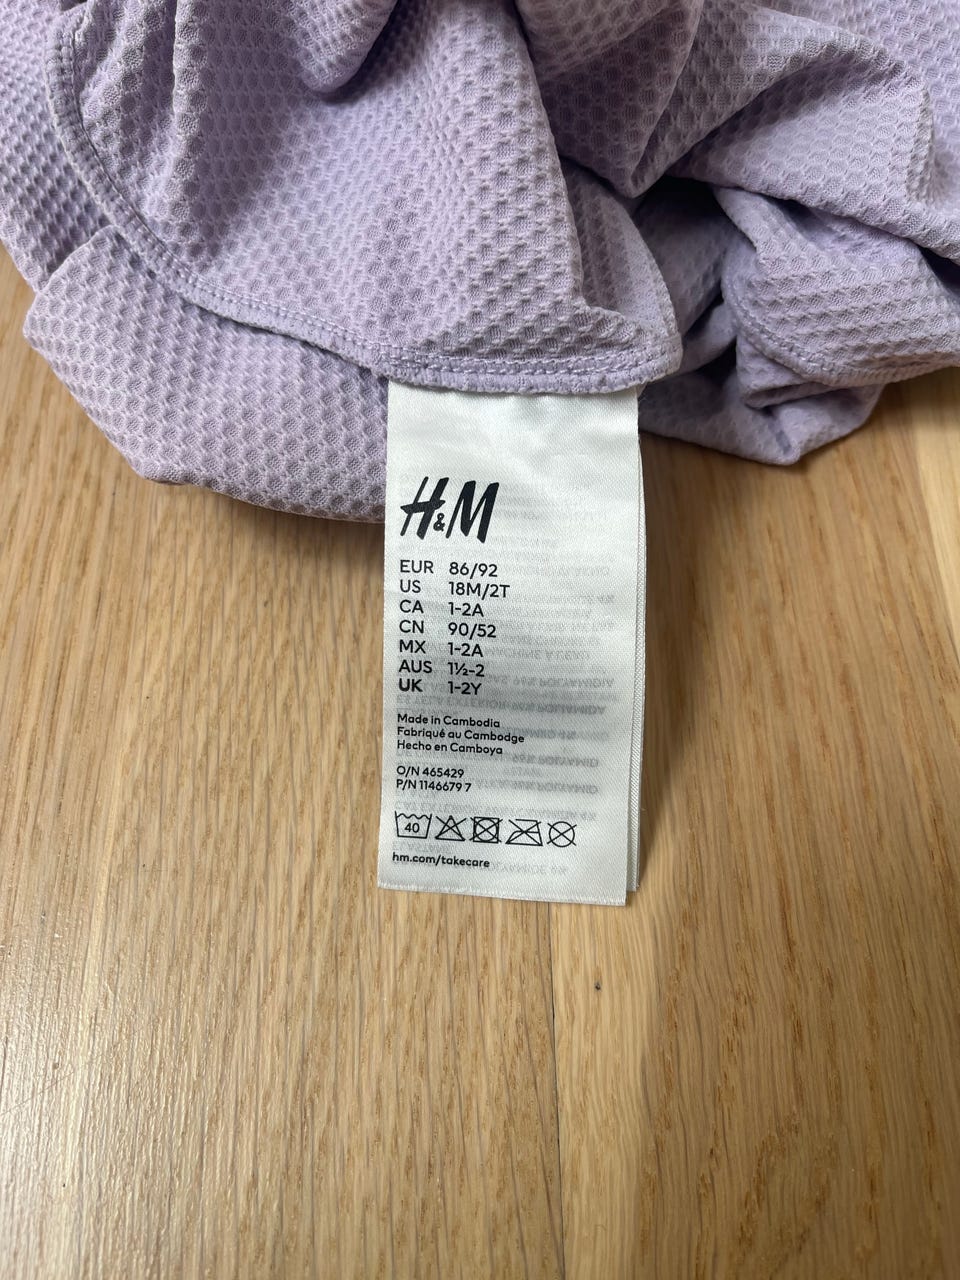 H&M
EUR 86/92
US 18M/2T
CA 1-2A
CN 90/52
MX 1-2A
AUS 1½-2
UK 1-2Y
Made in Cambodia
Fabriqué au Cambodge
Hecho en Camboya
O/N 465429
P/N 1146679 7
40
hm.com/takecare